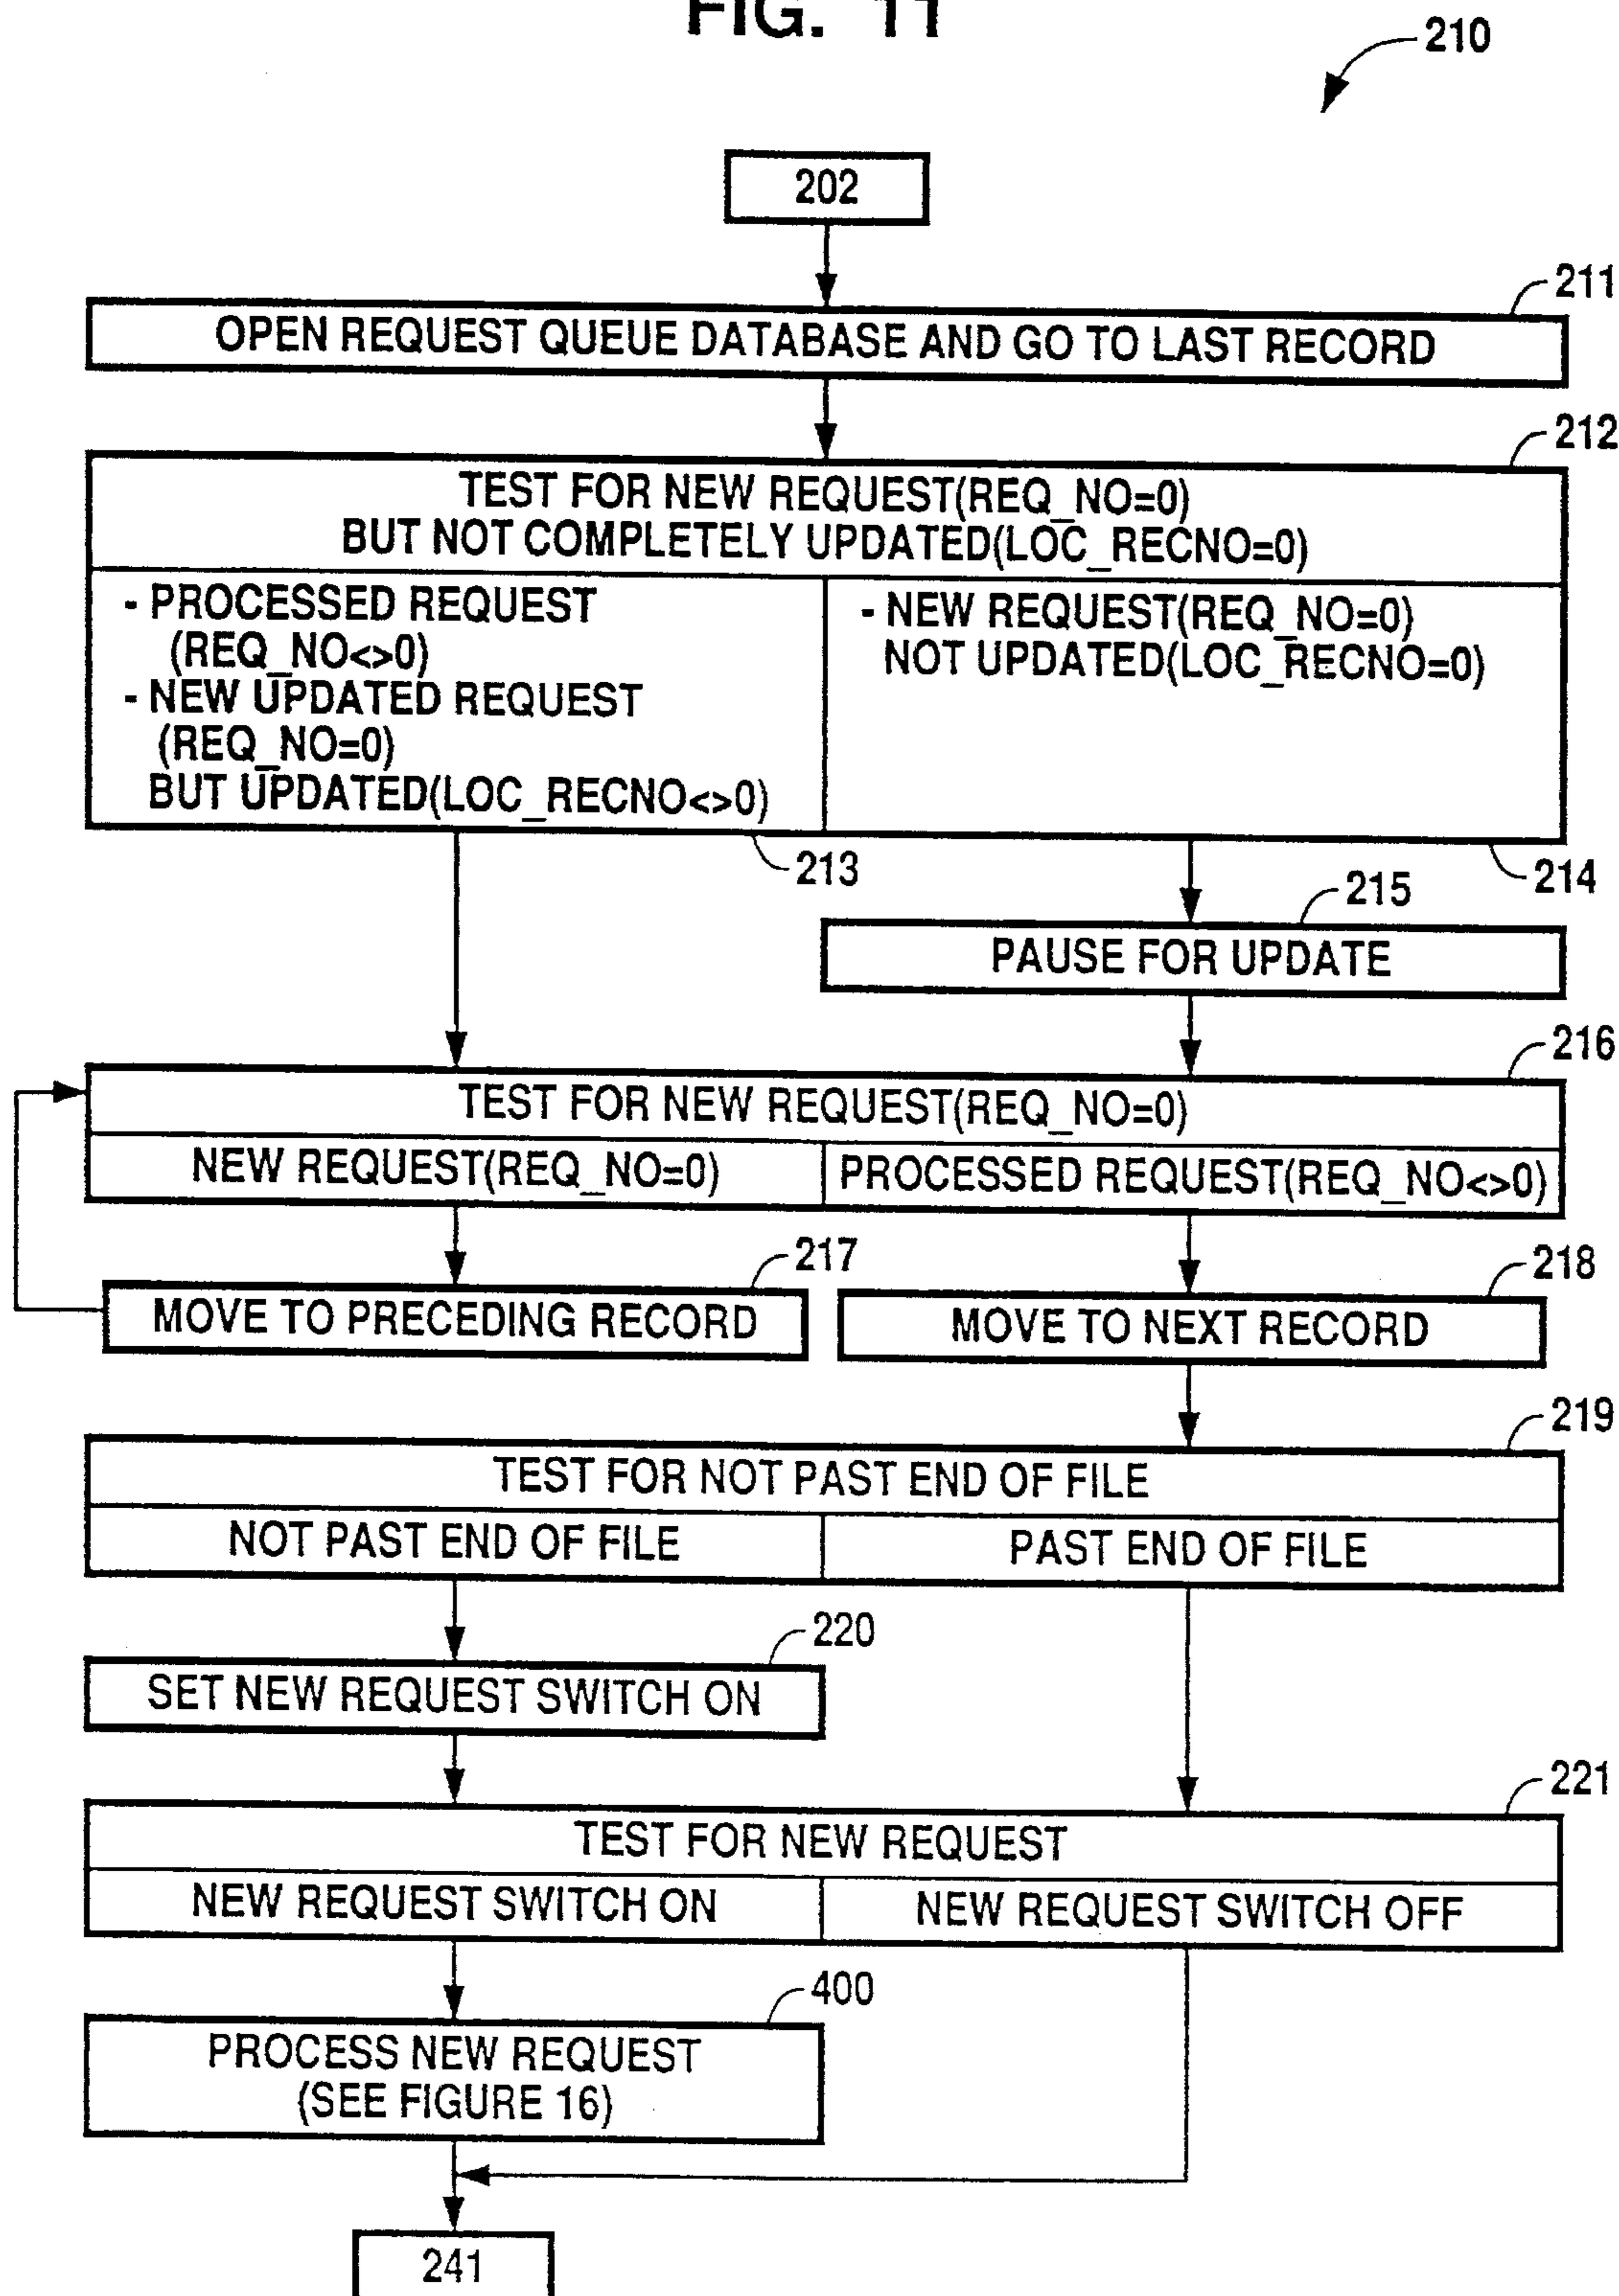 FIG. 11
210
202
211
OPEN REQUEST QUEUE DATABASE AND GO TO LAST RECORD
212
TEST FOR NEW REQUEST(REQ_NO=0)
BUT NOT COMPLETELY UPDATED(LOC_RECNO=0)
- PROCESSED REQUEST
(REQ_NO<>0)
- NEW UPDATED REQUEST
(REQ_NO=0)
BUT UPDATED(LOC_RECNO<>0)
- NEW REQUEST(REQ_NO=0)
NOT UPDATED(LOC_RECNO=0)
213
214
215
PAUSE FOR UPDATE
216
TEST FOR NEW REQUEST(REQ_NO=0)
NEW REQUEST(REQ_NO=0)
PROCESSED REQUEST(REQ_NO<>0)
217
MOVE TO PRECEDING RECORD
218
MOVE TO NEXT RECORD
219
TEST FOR NOT PAST END OF FILE
NOT PAST END OF FILE
PAST END OF FILE
220
SET NEW REQUEST SWITCH ON
221
TEST FOR NEW REQUEST
NEW REQUEST SWITCH ON
NEW REQUEST SWITCH OFF
400
PROCESS NEW REQUEST
(SEE FIGURE 16)
241